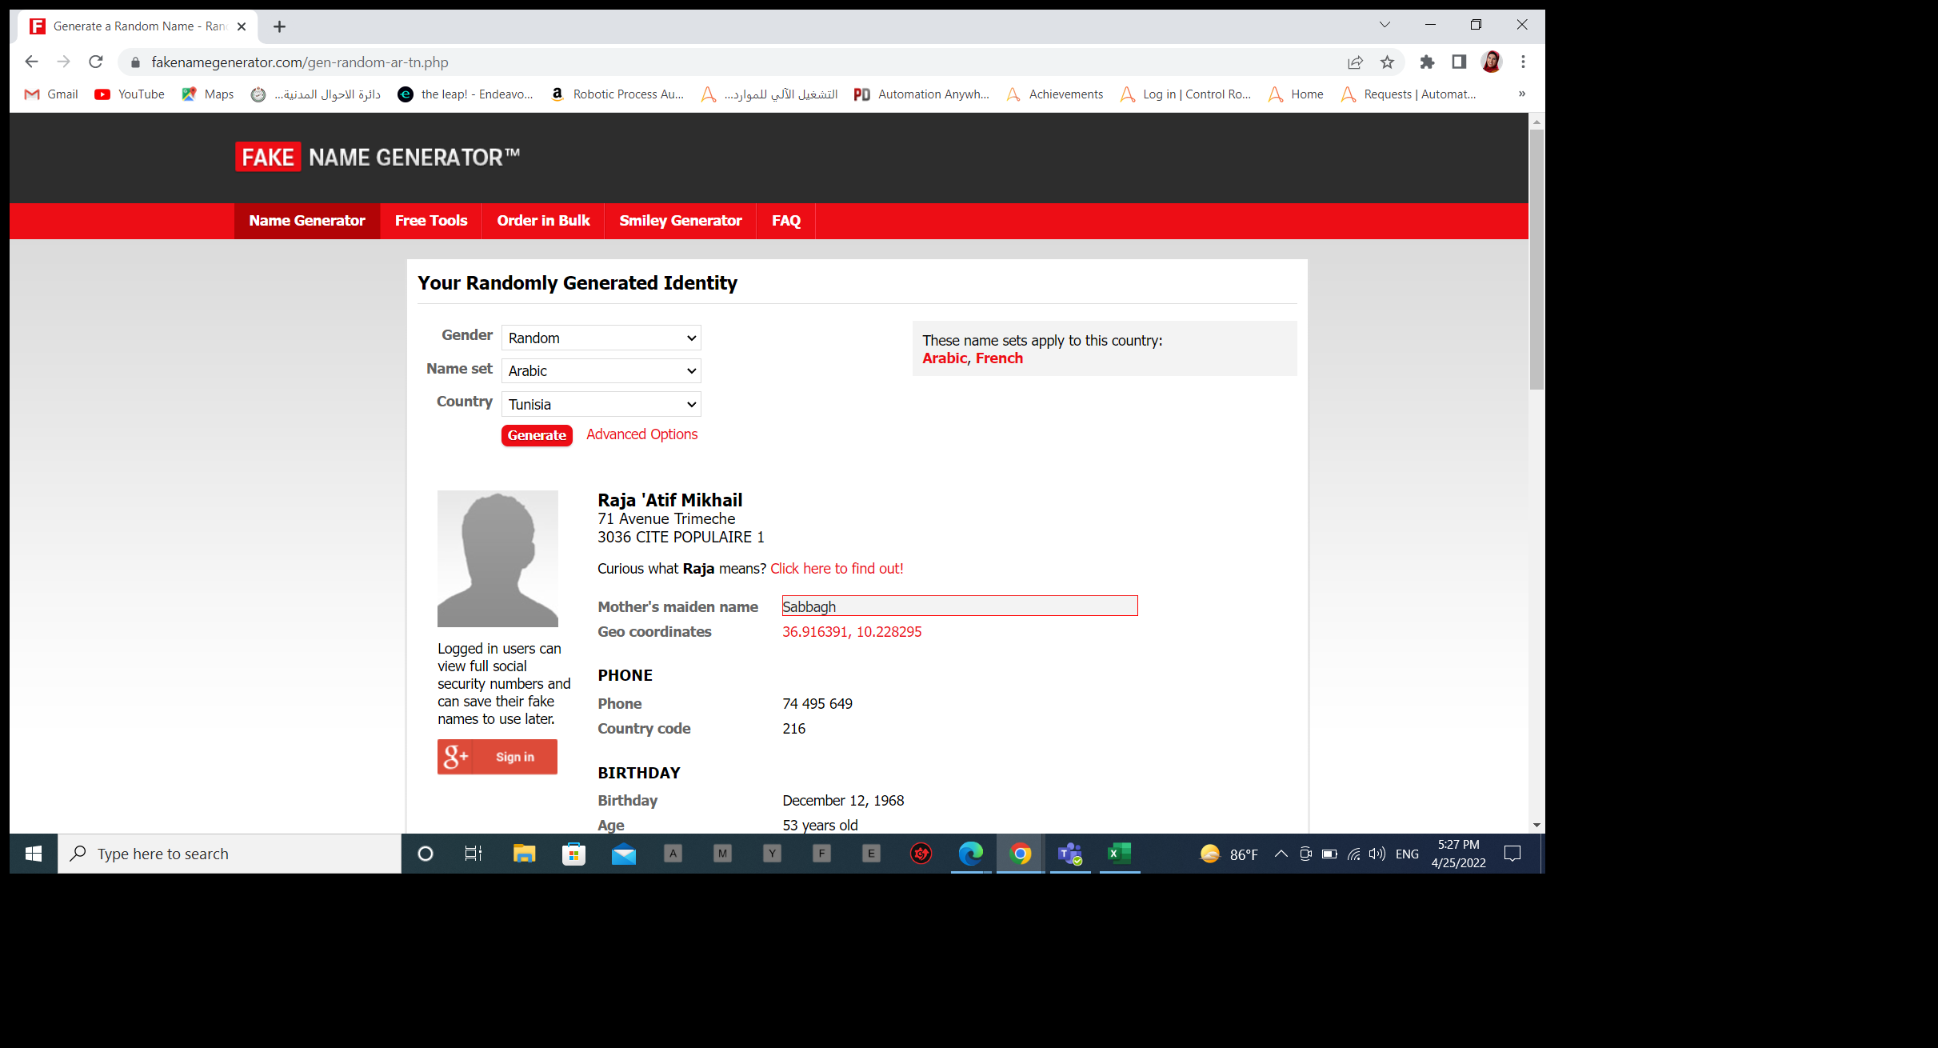 Generate a Random Name - Ran
fakenamegenerator.com/gen-random-ar-tn.php
Gmail YouTube Maps دائرة الاحوال المدنية... the leap! - Endeavo... Robotic Process Au... التشغيل الآلي للموارد... Automation Anywh... Achievements Log in | Control Ro... Home Requests | Automat... »
FAKE NAME GENERATOR™
Name Generator Free Tools Order in Bulk Smiley Generator FAQ
Your Randomly Generated Identity
Gender Random
Name set Arabic
Country Tunisia
Generate Advanced Options
These name sets apply to this country:
Arabic, French
Raja 'Atif Mikhail
71 Avenue Trimeche
3036 CITE POPULAIRE 1
Curious what Raja means? Click here to find out!
Mother's maiden name Sabbagh
Geo coordinates 36.916391, 10.228295
PHONE
Phone 74 495 649
Country code 216
BIRTHDAY
Birthday December 12, 1968
Age 53 years old
Logged in users can
view full social
security numbers and
can save their fake
names to use later.
g+ Sign in
Type here to search
A M Y F E
86°F ENG
5:27 PM
4/25/2022